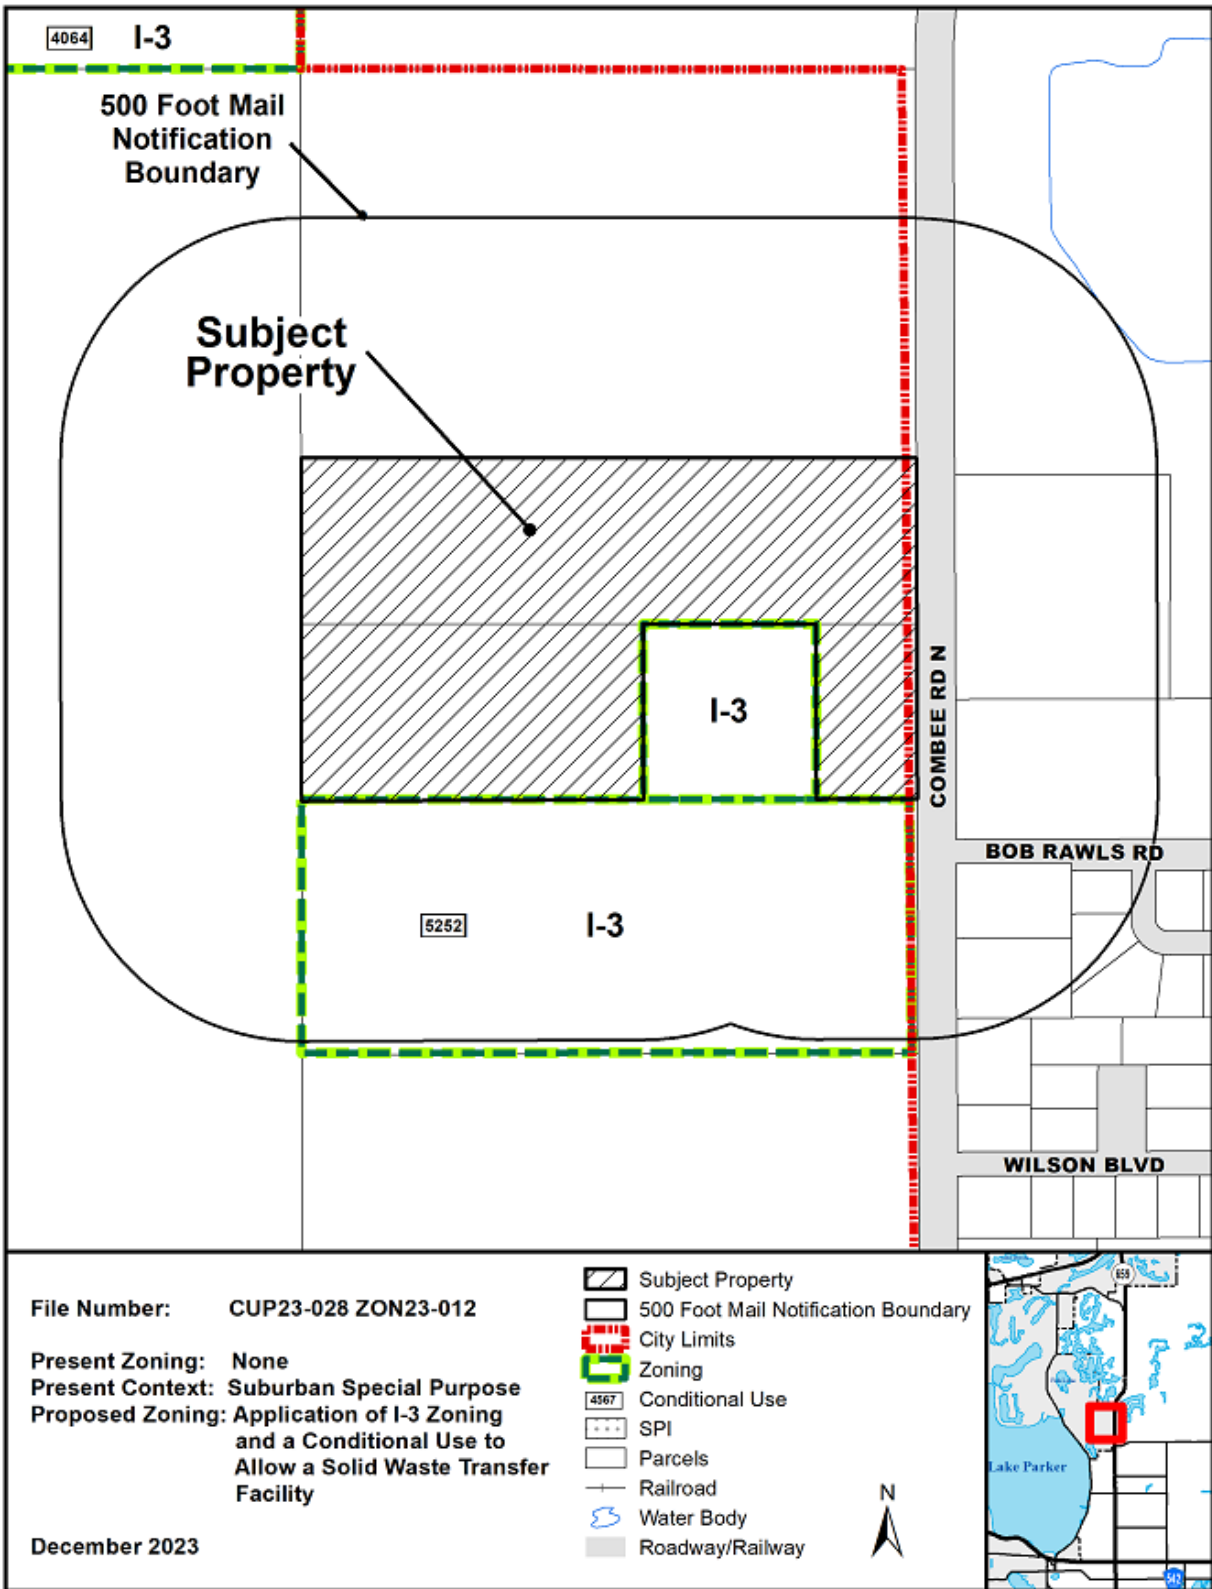 4064 I-3
500 Foot Mail
Notification
Boundary
Subject
Property
I-3
COMBEE RD N
BOB RAWLS RD
5252 I-3
WILSON BLVD
File Number: CUP23-028 ZON23-012
Present Zoning: None
Present Context: Suburban Special Purpose
Proposed Zoning: Application of I-3 Zoning
and a Conditional Use to
Allow a Solid Waste Transfer
Facility
December 2023
Subject Property
500 Foot Mail Notification Boundary
City Limits
Zoning
4567 Conditional Use
SPI
Parcels
Railroad
Water Body
Roadway/Railway
N
659
Lake Parker
542